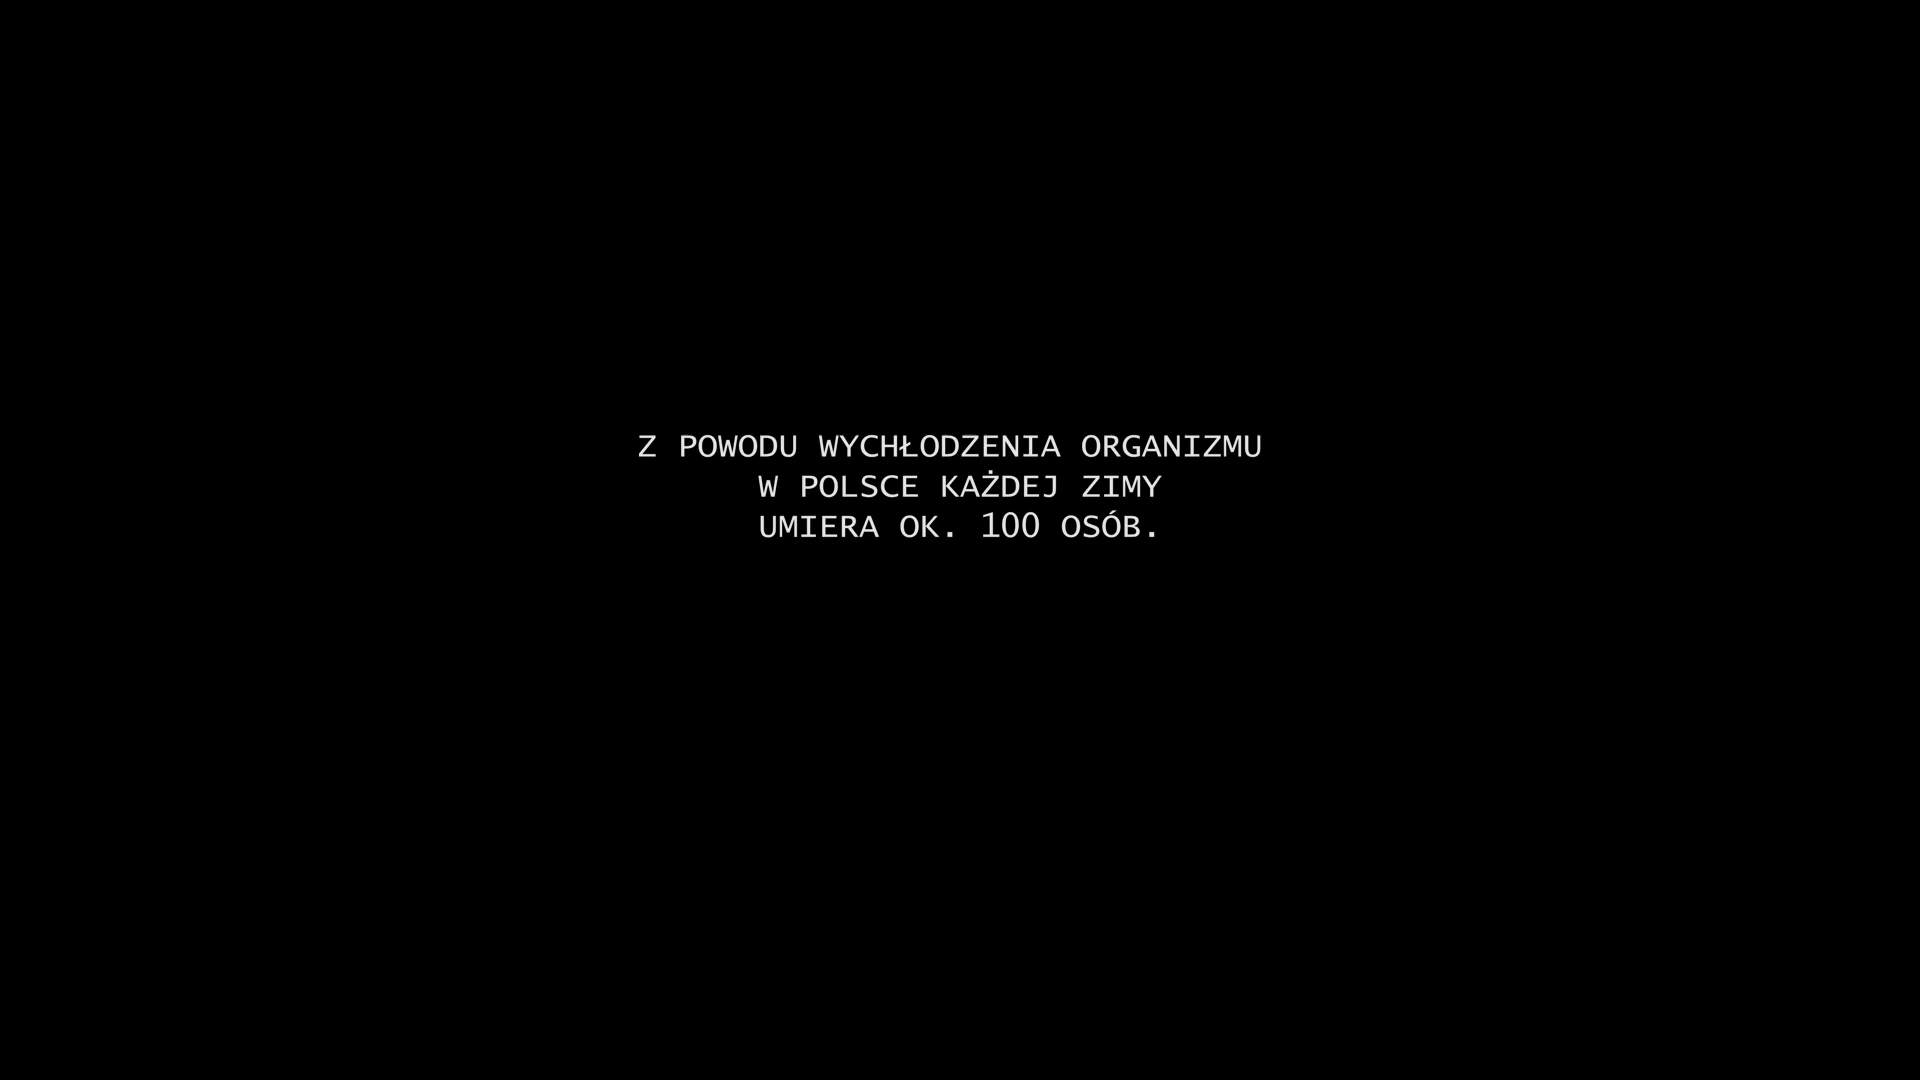 Z POWODU WYCHŁODZENIA ORGANIZMU
W POLSCE KAŻDEJ ZIMY
UMIERA OK. 100 OSÓB.